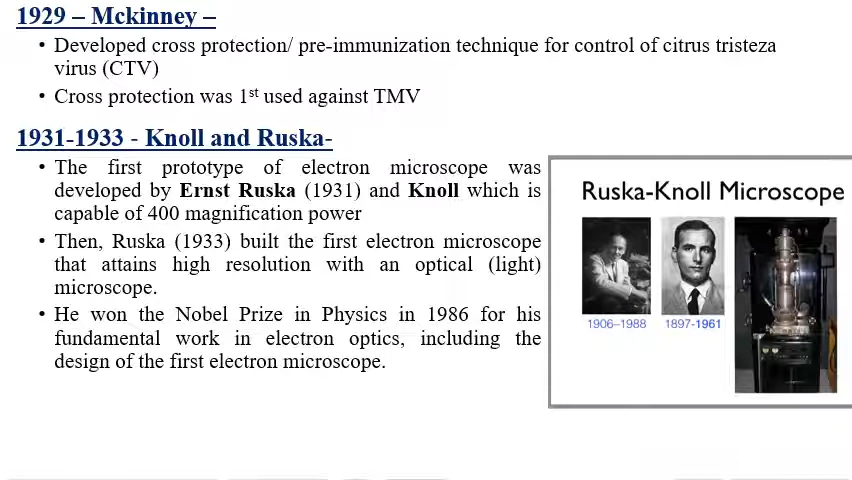 1929 – Mckinney –
• Developed cross protection/ pre-immunization technique for control of citrus tristeza
virus (CTV)
• Cross protection was 1st used against TMV
1931-1933 - Knoll and Ruska-
• The first prototype of electron microscope was
developed by Ernst Ruska (1931) and Knoll which is
capable of 400 magnification power
• Then, Ruska (1933) built the first electron microscope
that attains high resolution with an optical (light)
microscope.
• He won the Nobel Prize in Physics in 1986 for his
fundamental work in electron optics, including the
design of the first electron microscope.
Ruska-Knoll Microscope
1906–1988
1897-1961